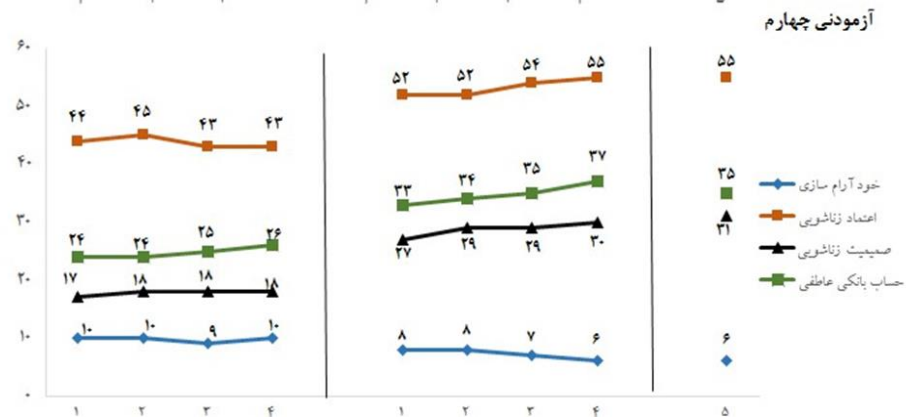 آزمودنی چهارم
۶۰
۵۰
۴۰
۳۰
۲۰
۱۰
۰
۴۴ ۴۵ ۴۳ ۴۳
۲۴ ۲۴ ۲۵ ۲۶
۱۷ ۱۸ ۱۸ ۱۸
۱۰ ۱۰ ۹ ۱۰
۵۲ ۵۲ ۵۴ ۵۵
۳۳ ۳۴ ۳۵ ۳۷
۲۷ ۲۹ ۲۹ ۳۰
۸ ۸ ۷ ۶
۵۵
۳۵
۳۱
۶
۱ ۲ ۳ ۴ ۱ ۲ ۳ ۴ ۵
خود آرام سازی
اعتماد زناشویی
صمیمیت زناشویی
حساب بانکی عاطفی